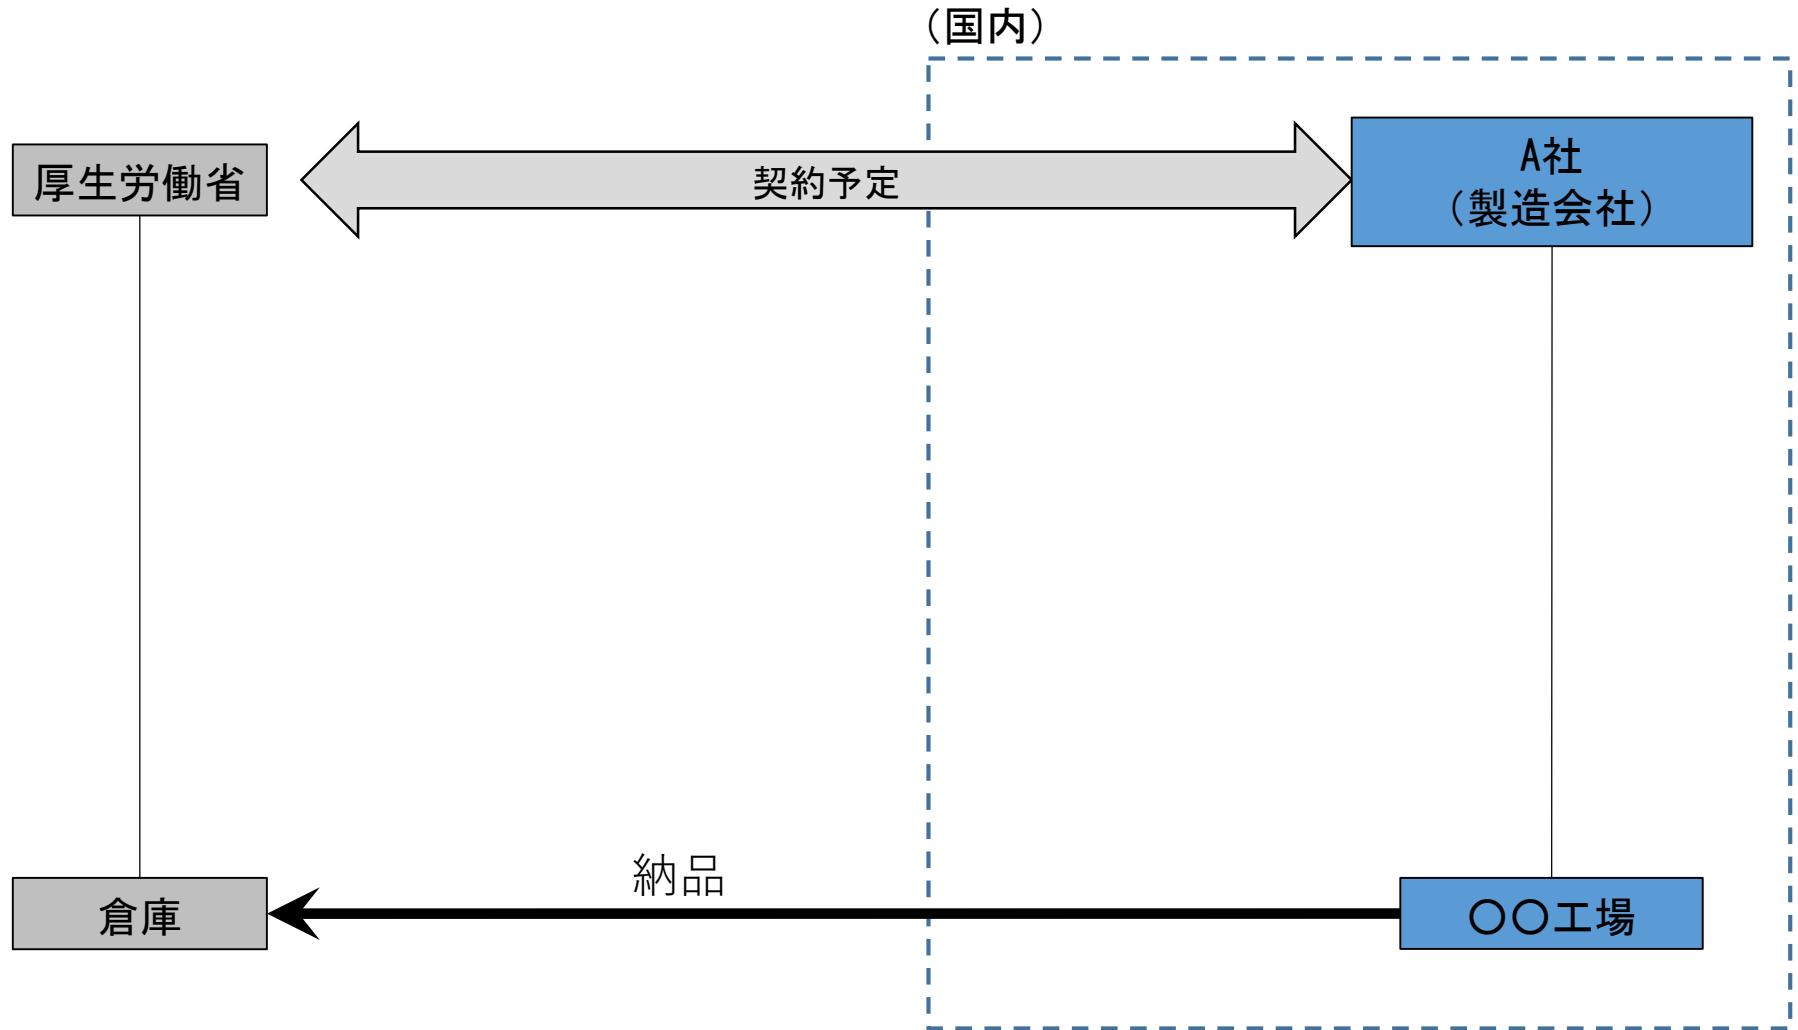 （国内）
厚生労働省
契約予定
A社
（製造会社）
納品
倉庫
〇〇工場